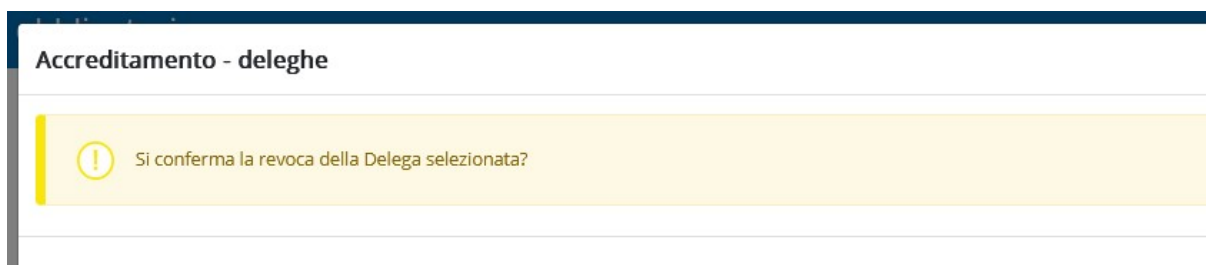 Accreditamento - deleghe
Si conferma la revoca della Delega selezionata?